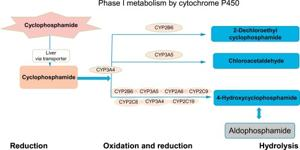 Phase I metabolism by cytochrome P450
Cyclophosphamide
CYP2B6
2-Dechloroethyl
cyclophosphamide
Liver
via transporter
CYP3A5
Chloroacetaldehyde
CYP3A4
Cyclophosphamide
CYP2B6 CYP3A5 CYP2A6 CYP2C9
4-Hydroxycyclophosphamide
CYP2C8 CYP3A4 CYP2C19
Aldophosphamide
Reduction Oxidation and reduction Hydrolysis